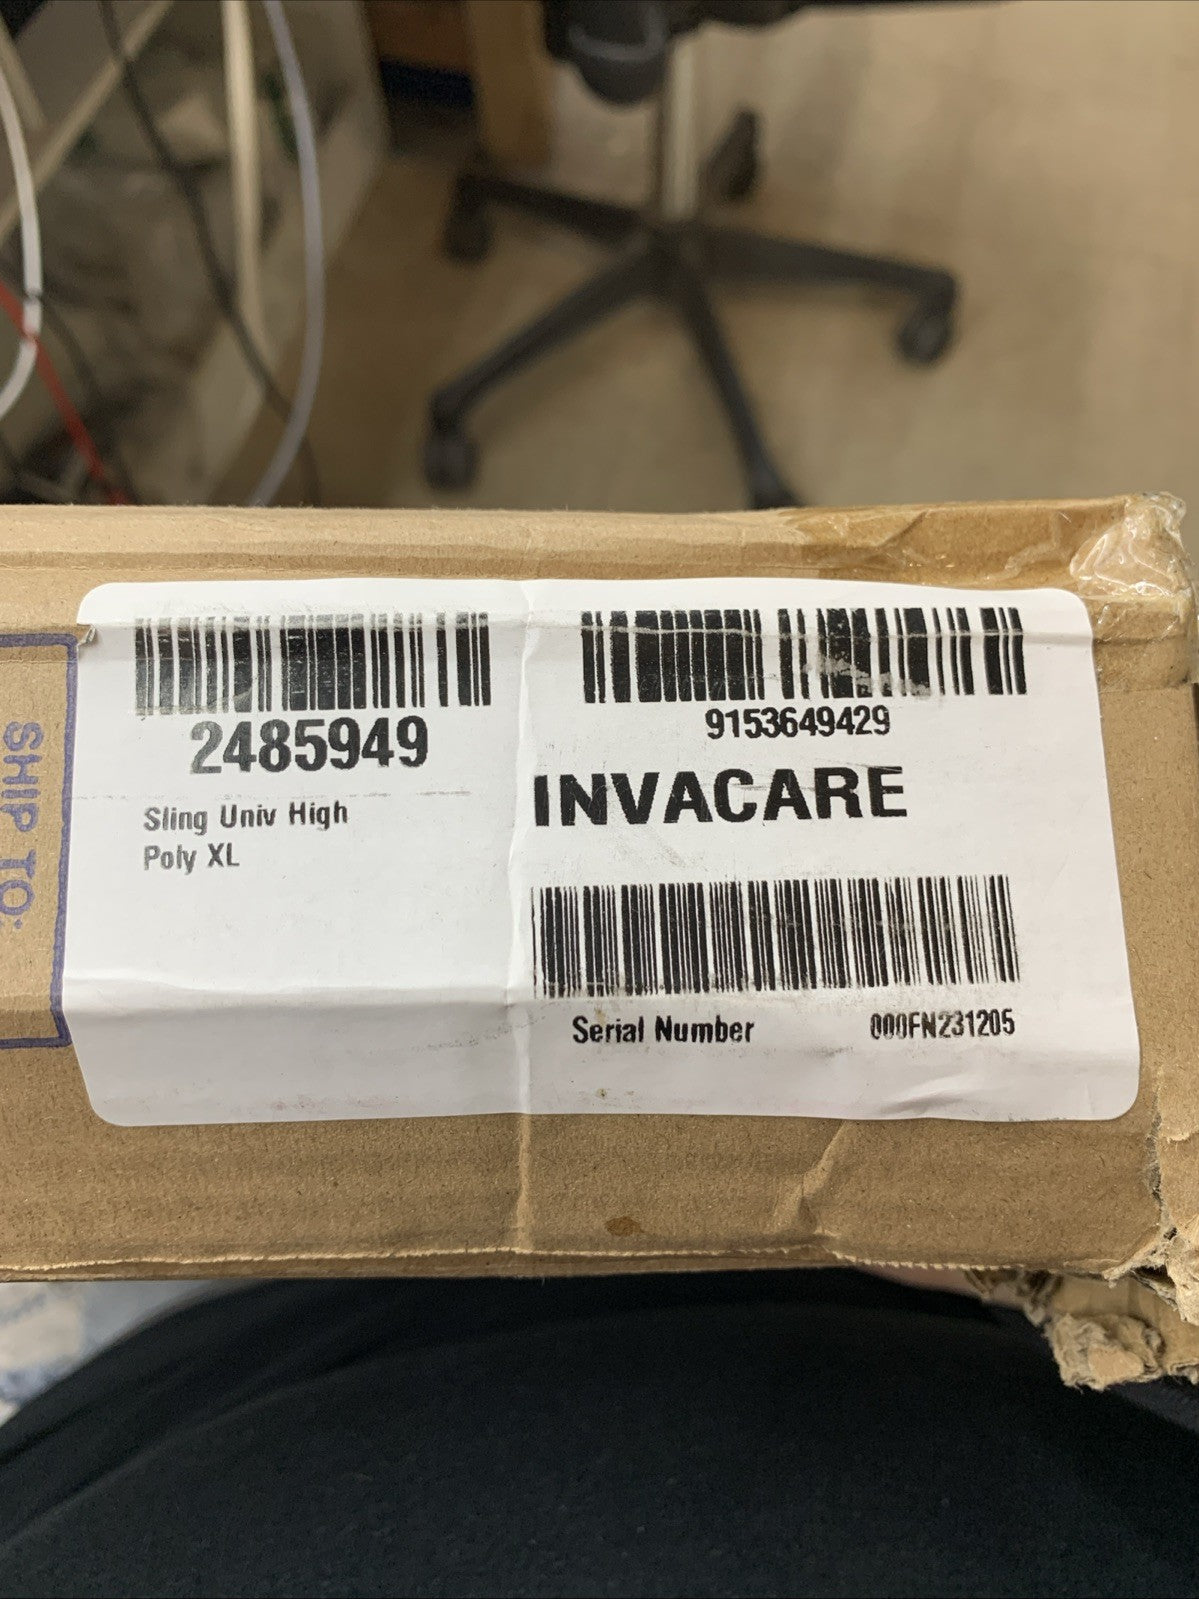 2485949
Sling Univ High
Poly XL
9153649429
INVACARE
Serial Number 000FN231205
SHIP TO: